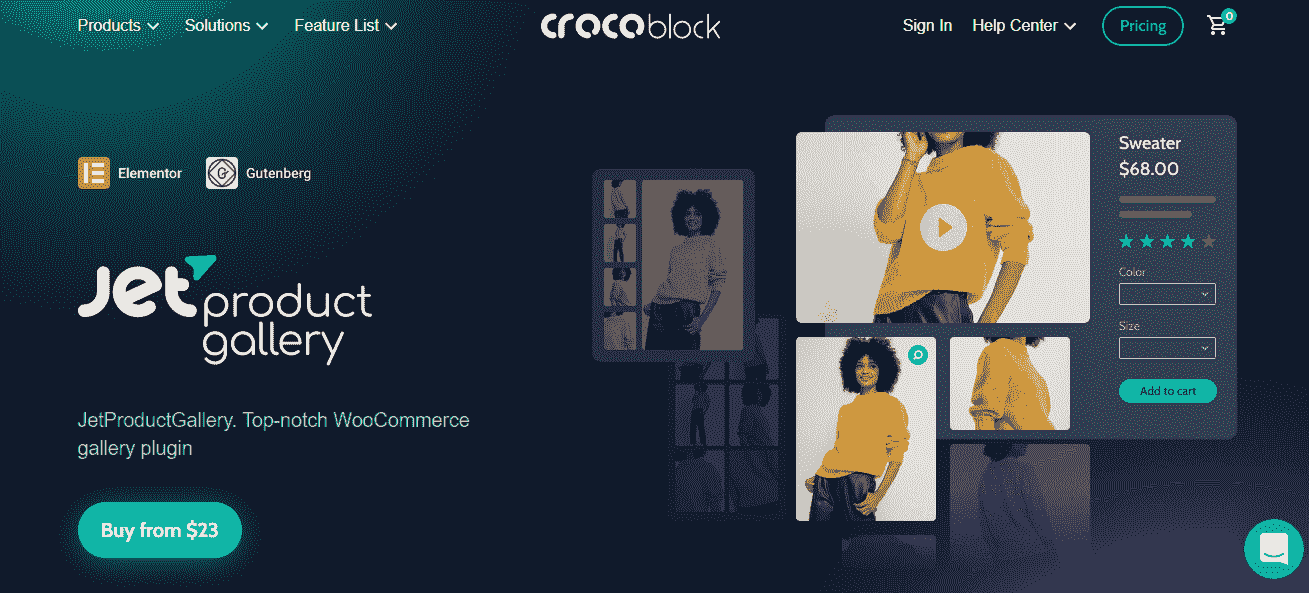 Products
Solutions
Feature List
crocoblock
Sign In
Help Center
Pricing
0
Elementor
G
Gutenberg
Jet product
gallery
JetProductGallery. Top-notch WooCommerce
gallery plugin
Buy from $23
Sweater
$68.00
Color
Size
Add to cart